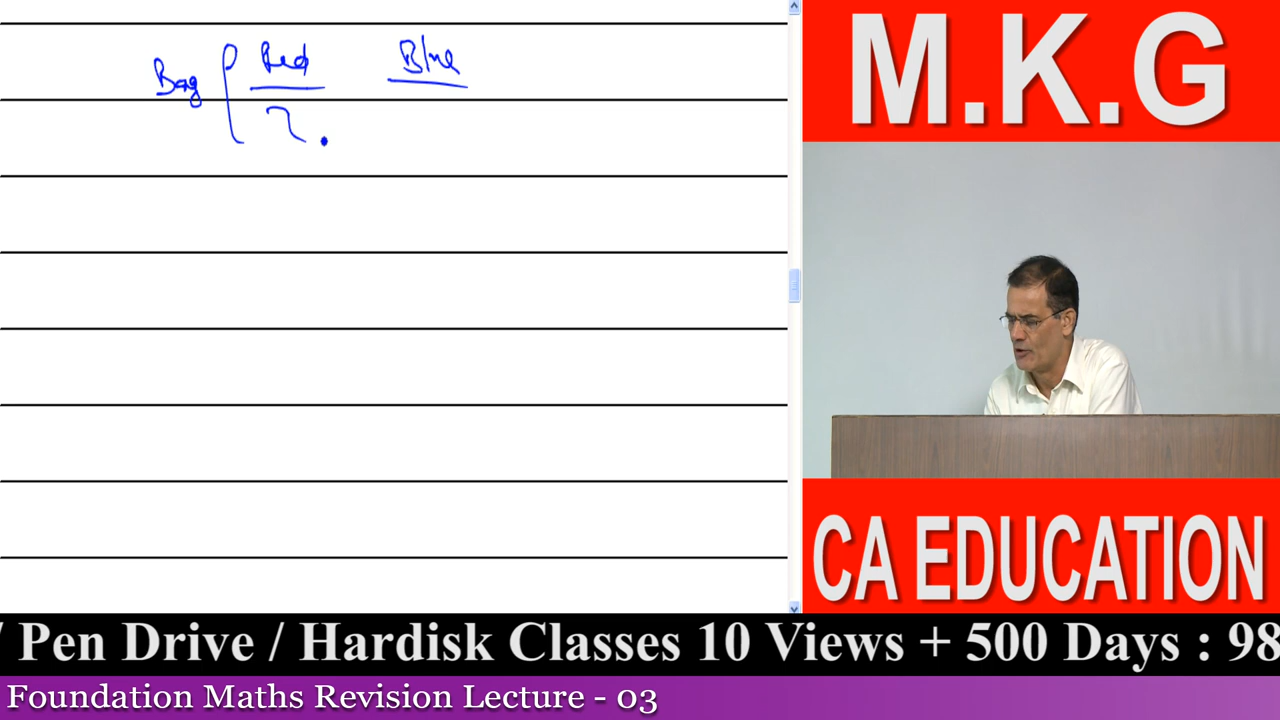 Bag { Red Blue
M.K.G
CA EDUCATION
/ Pen Drive / Hardisk Classes 10 Views + 500 Days : 98
Foundation Maths Revision Lecture - 03